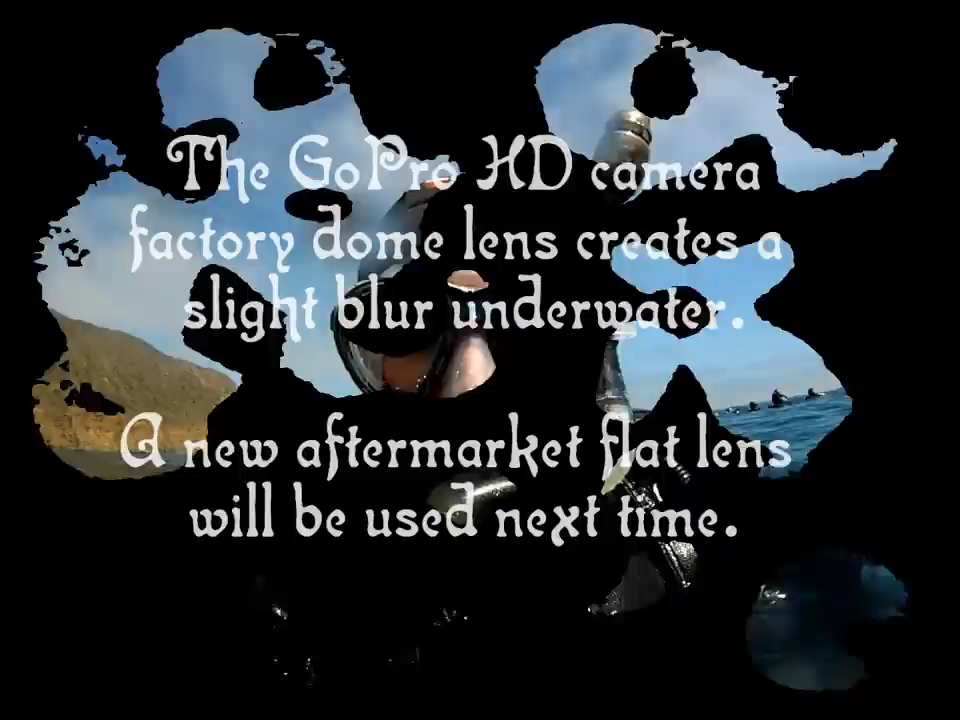 The GoPro HD camera
factory dome lens creates a
slight blur underwater.
A new aftermarket flat lens
will be used next time.